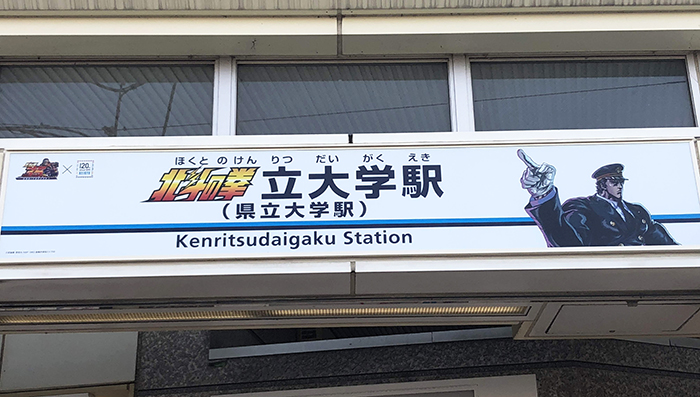 ほくと の けん りつ だい がく えき
北斗の拳 立大学駅
(県立大学駅)
Kenritsudaigaku Station
×
120th